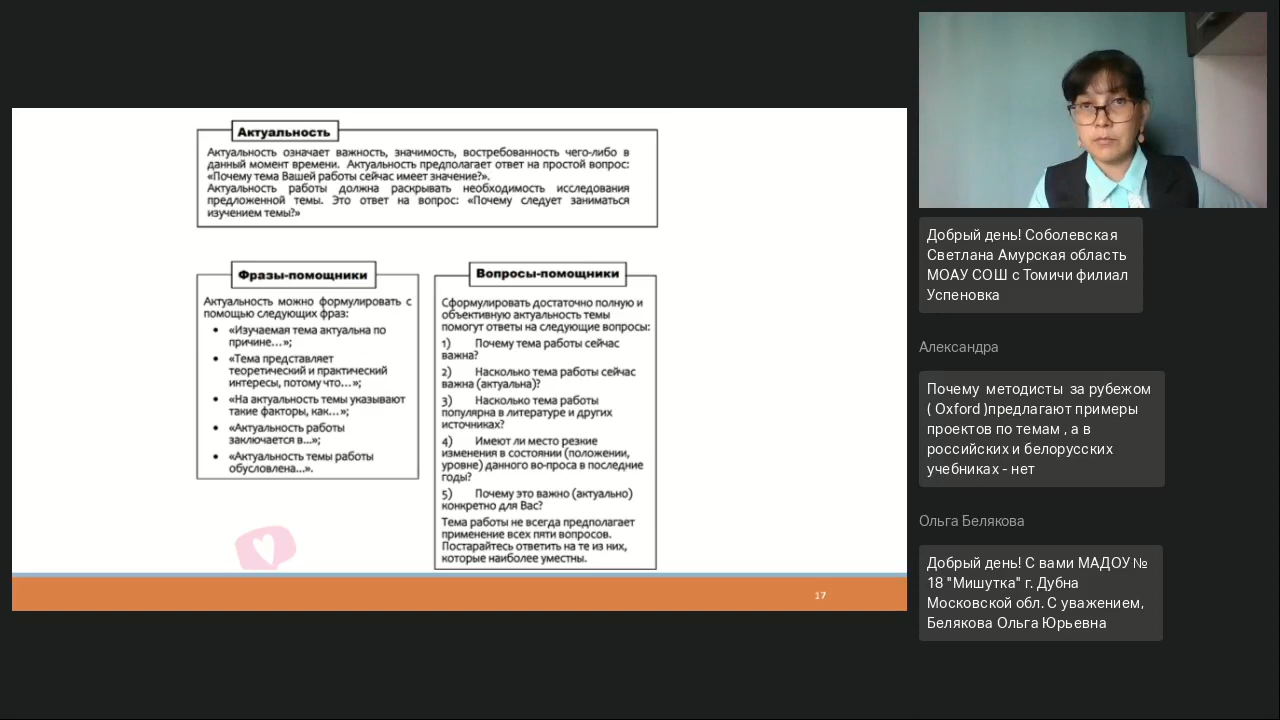 Актуальность
Актуальность означает важность, значимость, востребованность чего-либо в
данный момент времени. Актуальность предполагает ответ на простой вопрос:
«Почему тема Вашей работы сейчас имеет значение?».
Актуальность работы должна раскрывать необходимость исследования
предложенной темы. Это ответ на вопрос: «Почему следует заниматься
изучением темы?»
Фразы-помощники
Актуальность можно формулировать с
помощью следующих фраз:
• «Изучаемая тема актуальна по
причине…»;
• «Тема представляет
теоретический и практический
интересы, потому что…»;
• «На актуальность темы указывают
такие факторы, как…»;
• «Актуальность работы
заключается в…»;
• «Актуальность темы работы
обусловлена…».
Вопросы-помощники
Сформулировать достаточно полную и
объективную актуальность темы
помогут ответы на следующие вопросы:
1) Почему тема работы сейчас
важна?
2) Насколько тема работы сейчас
важна (актуальна)?
3) Насколько тема работы
популярна в литературе и других
источниках?
4) Имеют ли место резкие
изменения в состоянии (положении,
уровне) данного во-проса в последние
годы?
5) Почему это важно (актуально)
конкретно для Вас?
Тема работы не всегда предполагает
применение всех пяти вопросов.
Постарайтесь ответить на те из них,
которые наиболее уместны.
17
Добрый день! Соболевская
Светлана Амурская область
МОАУ СОШ с Томичи филиал
Успеновка
Александра
Почему методисты за рубежом
( Oxford )предлагают примеры
проектов по темам , а в
российских и белорусских
учебниках - нет
Ольга Белякова
Добрый день! С вами МАДОУ №
18 "Мишутка" г. Дубна
Московской обл. С уважением,
Белякова Ольга Юрьевна